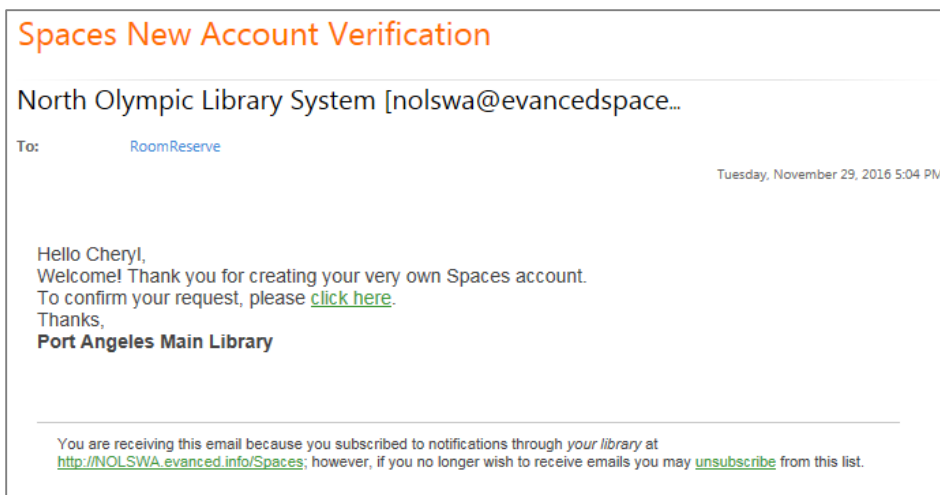 Spaces New Account Verification
North Olympic Library System [nolswa@evancedspace...
To: RoomReserve
Tuesday, November 29, 2016 5:04 PM
Hello Cheryl,
Welcome! Thank you for creating your very own Spaces account.
To confirm your request, please click here.
Thanks,
Port Angeles Main Library
You are receiving this email because you subscribed to notifications through your library at
http://NOLSWA.evanced.info/Spaces; however, if you no longer wish to receive emails you may unsubscribe from this list.